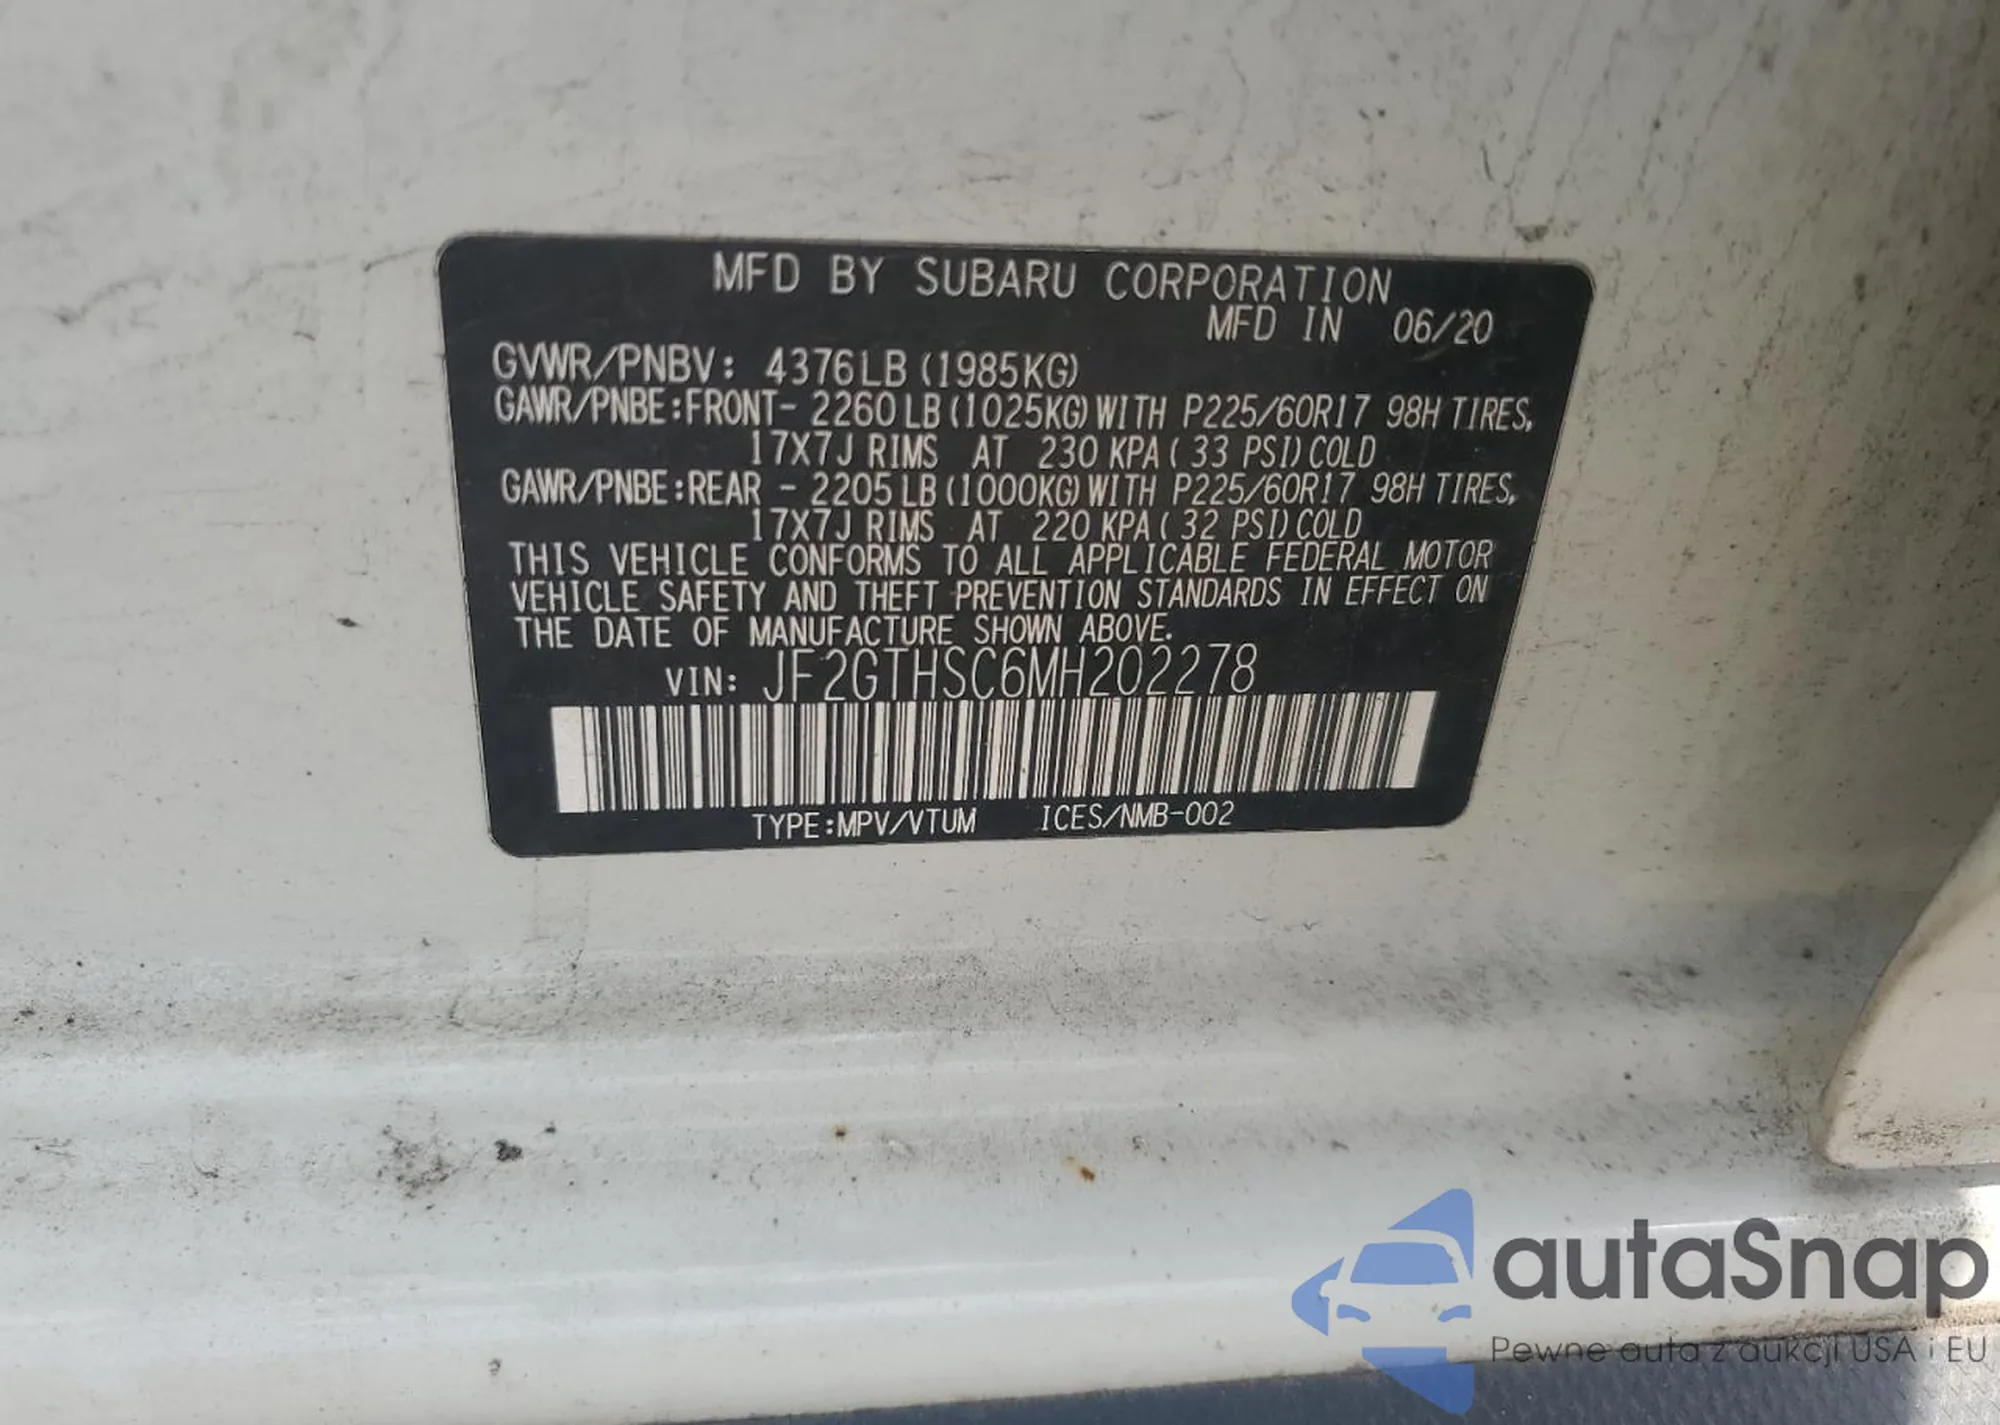 MFD BY SUBARU CORPORATION
MFD IN 06/20
GVWR/PNBV: 4376LB (1985KG)
GAWR/PNBE:FRONT- 2260 LB (1025KG) WITH P225/60R17 98H TIRES,
17X7J RIMS AT 230 KPA ( 33 PSI) COLD
GAWR/PNBE:REAR - 2205 LB (1000KG) WITH P225/60R17 98H TIRES,
17X7J RIMS AT 220 KPA ( 32 PSI) COLD
THIS VEHICLE CONFORMS TO ALL APPLICABLE FEDERAL MOTOR
VEHICLE SAFETY AND THEFT PREVENTION STANDARDS IN EFFECT ON
THE DATE OF MANUFACTURE SHOWN ABOVE.
VIN: JF2GTHSC6MH202278
TYPE:MPV/VTUM ICES/NMB-002
autaSnap
Pewne auta z aukcji USA i EU